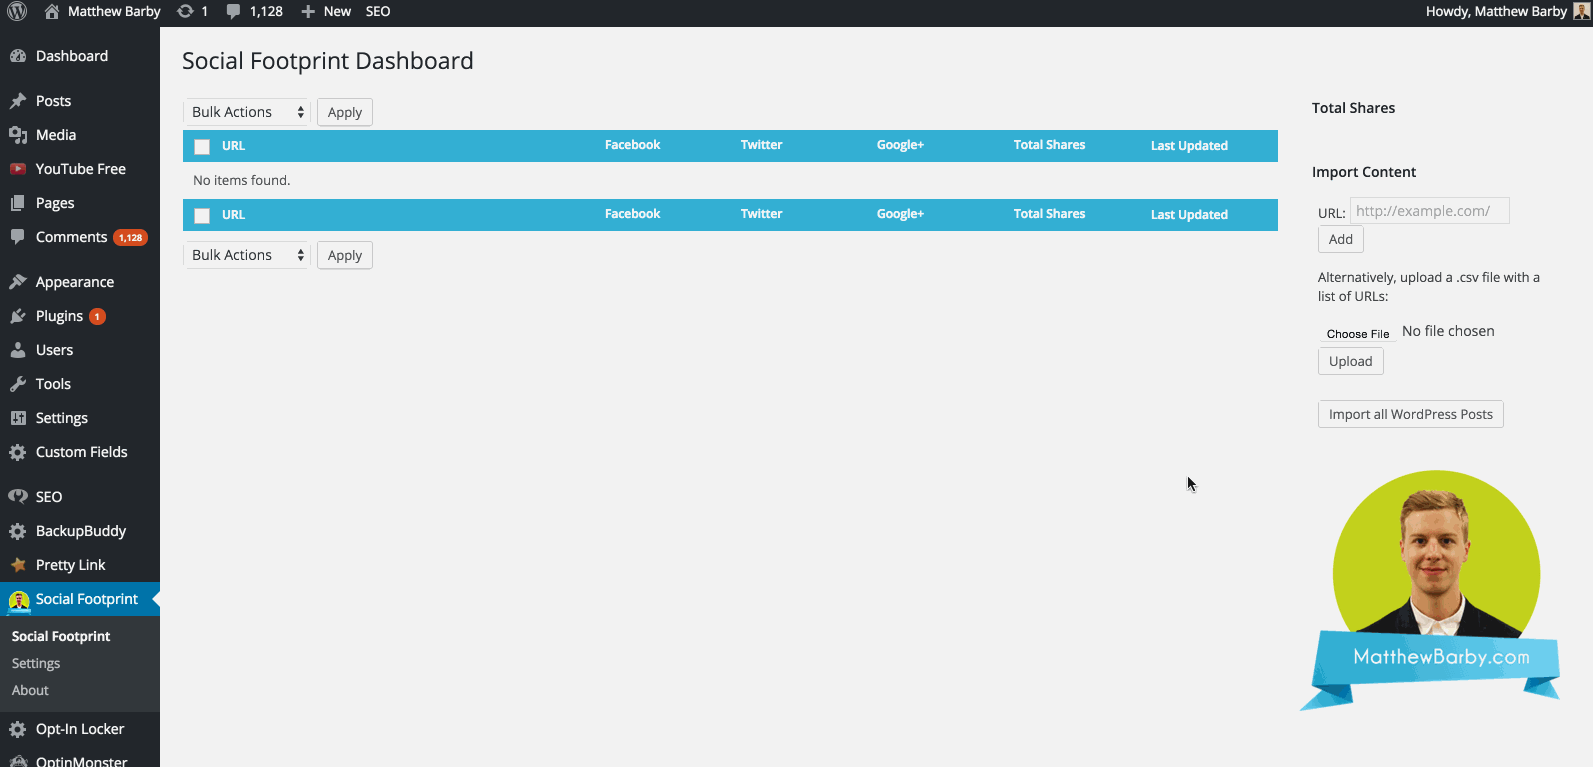 Matthew Barby 1 1,128 New SEO Howdy, Matthew Barby
Dashboard
Posts
Media
YouTube Free
Pages
Comments 1,128
Appearance
Plugins 1
Users
Tools
Settings
Custom Fields
SEO
BackupBuddy
Pretty Link
Social Footprint
Social Footprint
Settings
About
Opt-In Locker
OptinMonster
Social Footprint Dashboard
Bulk Actions Apply
URL Facebook Twitter Google+ Total Shares Last Updated
No items found.
URL Facebook Twitter Google+ Total Shares Last Updated
Bulk Actions Apply
Total Shares
Import Content
URL: http://example.com/
Add
Alternatively, upload a .csv file with a
list of URLs:
Choose File No file chosen
Upload
Import all WordPress Posts
MatthewBarby.com